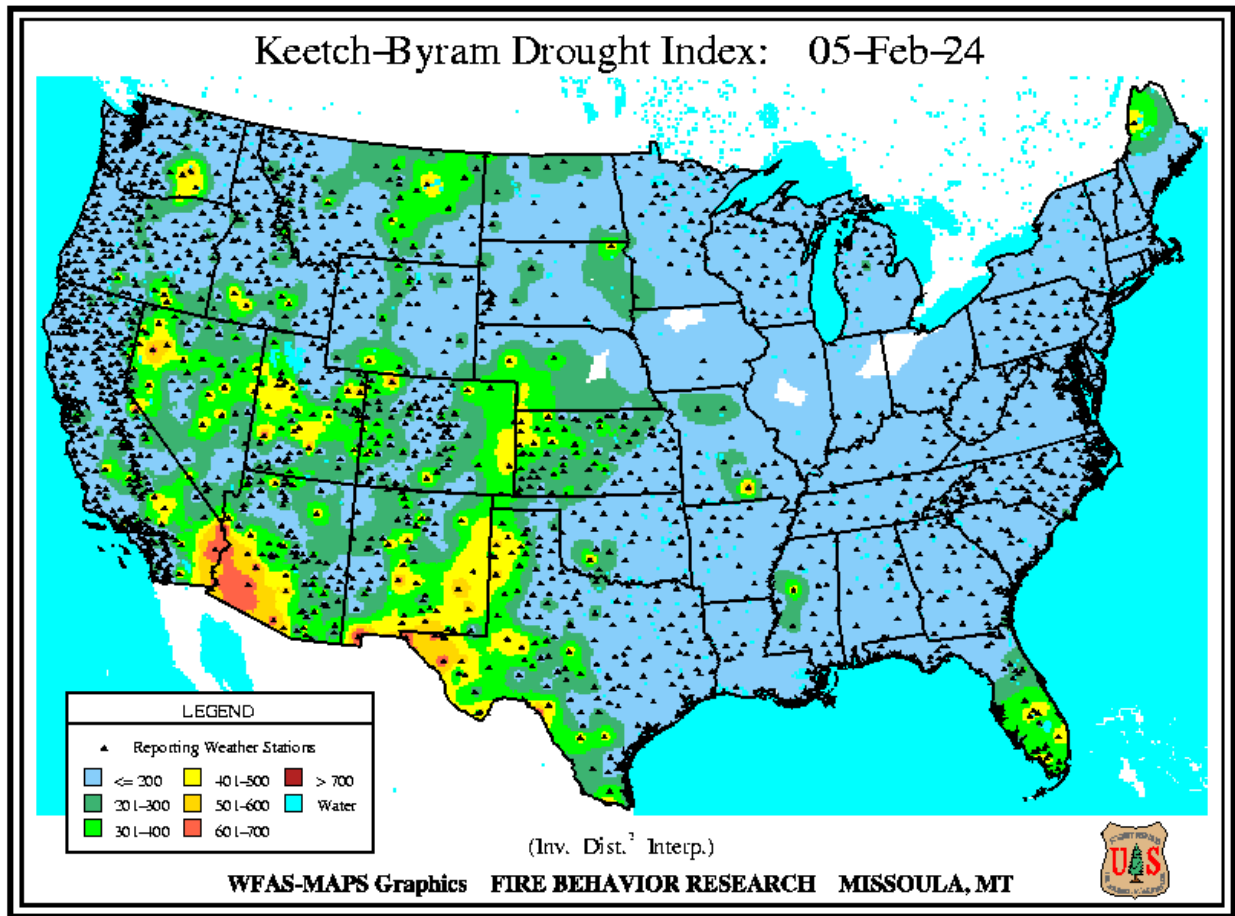 Keetch-Byram Drought Index: 05-Feb-24
LEGEND
Reporting Weather Stations
<= 200
401-500
> 700
201-300
501-600
Water
301-400
601-700
(Inv. Dist.² Interp.)
WFAS-MAPS Graphics FIRE BEHAVIOR RESEARCH MISSOULA, MT
US